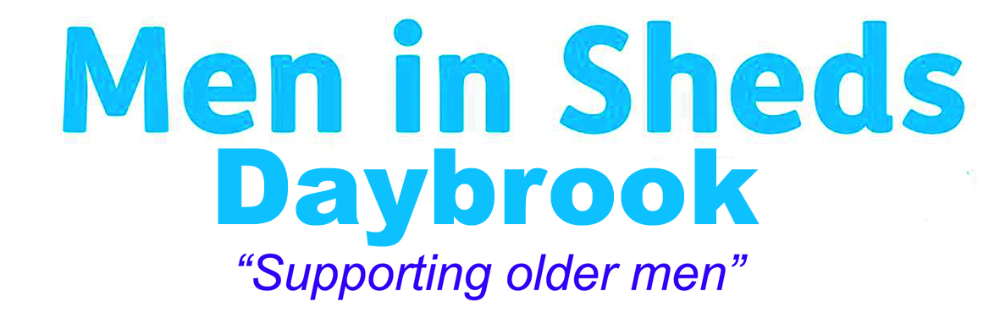 Men in Sheds
Daybrook
“Supporting older men”